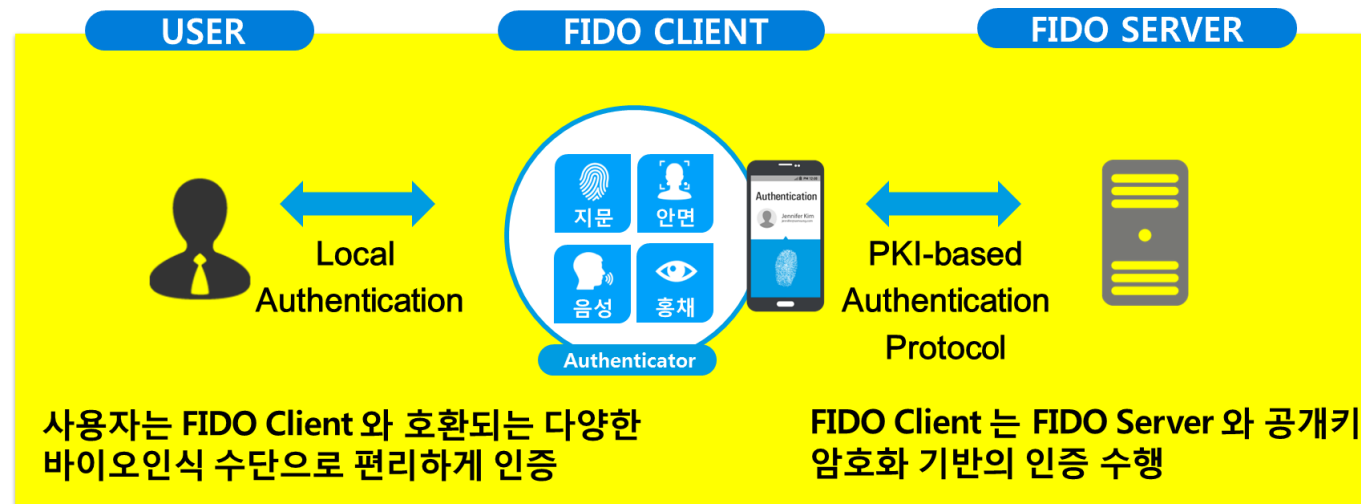 USER
FIDO CLIENT
FIDO SERVER
지문
안면
음성
홍채
Authenticator
Authentication
Jennifer Kim
Local
Authentication
PKI-based
Authentication
Protocol
사용자는 FIDO Client 와 호환되는 다양한
바이오인식 수단으로 편리하게 인증
FIDO Client 는 FIDO Server 와 공개키
암호화 기반의 인증 수행